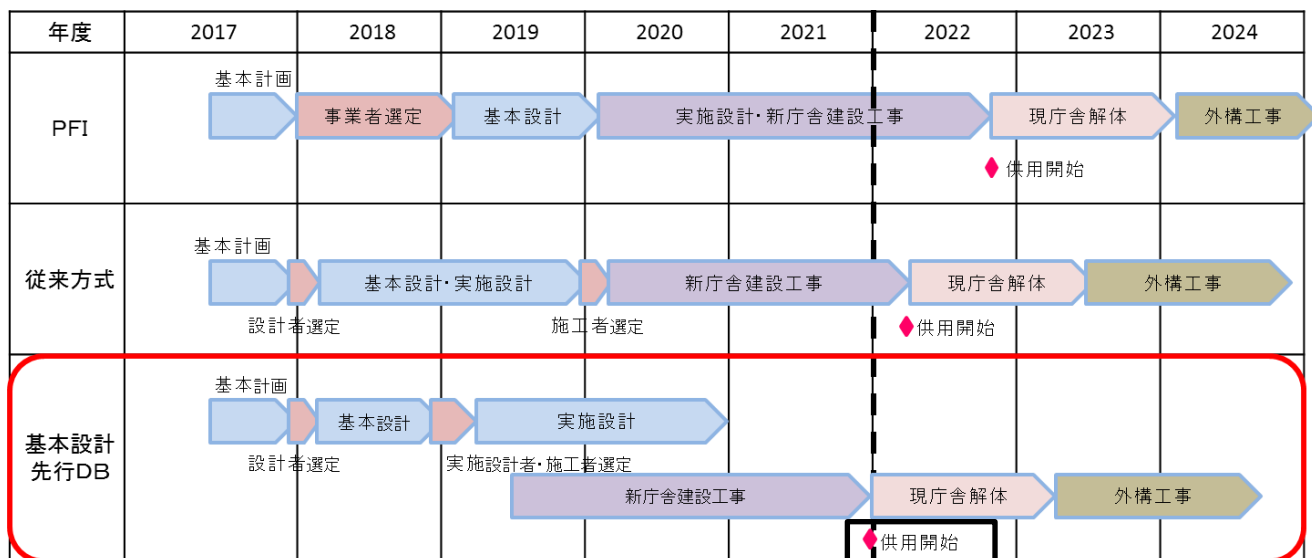 年度 2017 2018 2019 2020 2021 2022 2023 2024
基本計画
PFI
事業者選定 基本設計 実施設計・新庁舎建設工事 現庁舎解体 外構工事
供用開始
基本計画
従来方式
基本設計・実施設計 新庁舎建設工事 現庁舎解体 外構工事
設計者選定 施工者選定 供用開始
基本計画
基本設計
先行DB
基本設計 実施設計
設計者選定 実施設計者・施工者選定
新庁舎建設工事 現庁舎解体 外構工事
供用開始